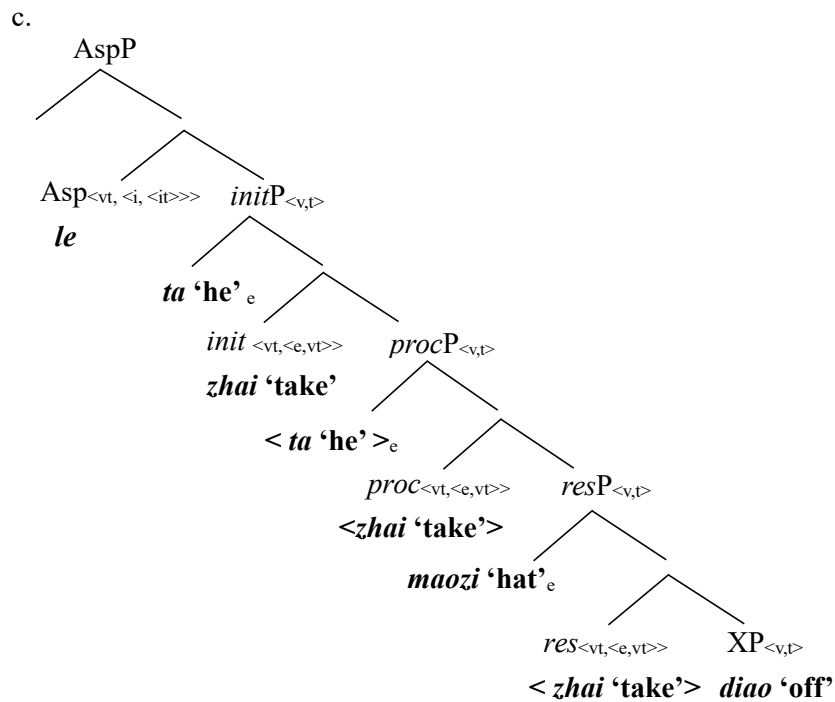 c.
AspP
Asp<vt, <i, <it>>> initP<v,t>
le
ta ‘he’ e
init <vt,<e,vt>> procP<v,t>
zhai ‘take’
< ta ‘he’ >e
proc<vt,<e,vt>> resP<v,t>
<zhai ‘take’>
maozi ‘hat’e
res<vt,<e,vt>> XP<v,t>
< zhai ‘take’> diao ‘off’